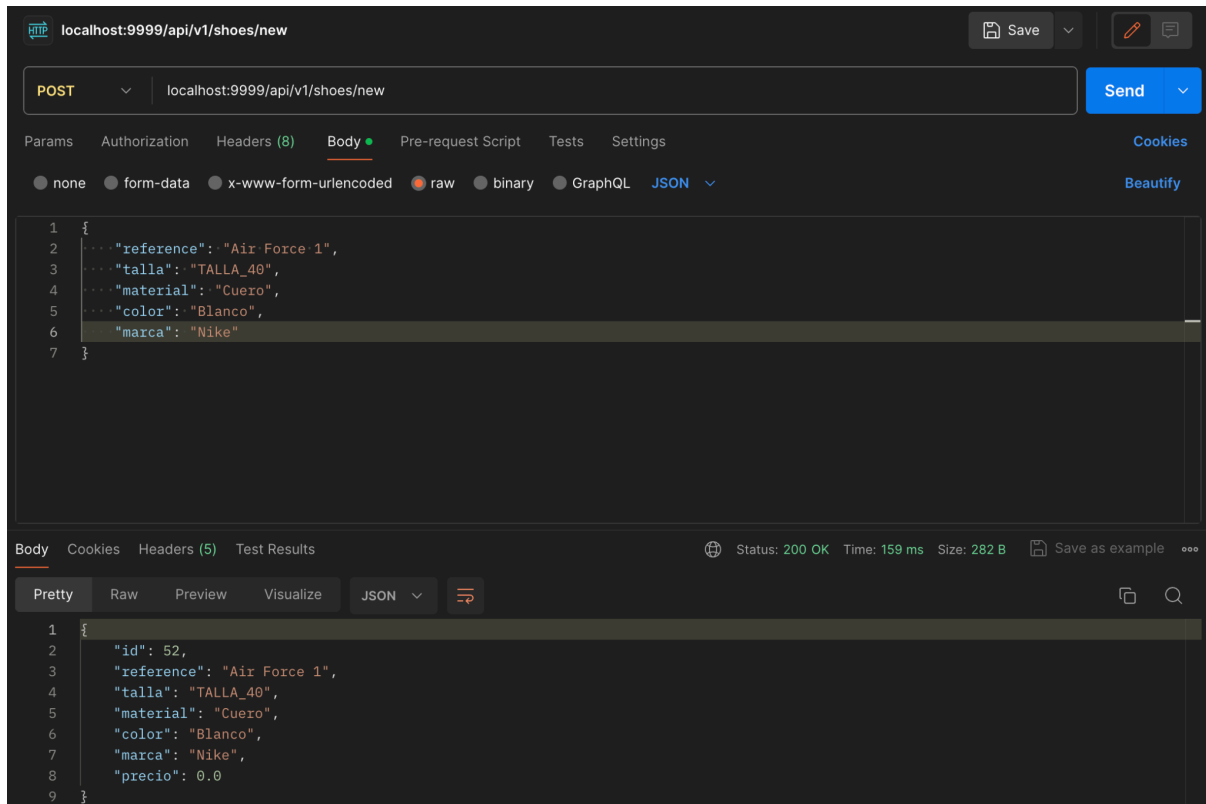 HTTP localhost:9999/api/v1/shoes/new Save
POST localhost:9999/api/v1/shoes/new Send
Params Authorization Headers (8) Body Pre-request Script Tests Settings Cookies
none form-data x-www-form-urlencoded raw binary GraphQL JSON Beautify
1 {
2 "reference": "Air Force 1",
3 "talla": "TALLA_40",
4 "material": "Cuero",
5 "color": "Blanco",
6 "marca": "Nike"
7 }
Body Cookies Headers (5) Test Results Status: 200 OK Time: 159 ms Size: 282 B Save as example
Pretty Raw Preview Visualize JSON
1 {
2 "id": 52,
3 "reference": "Air Force 1",
4 "talla": "TALLA_40",
5 "material": "Cuero",
6 "color": "Blanco",
7 "marca": "Nike",
8 "precio": 0.0
9 }